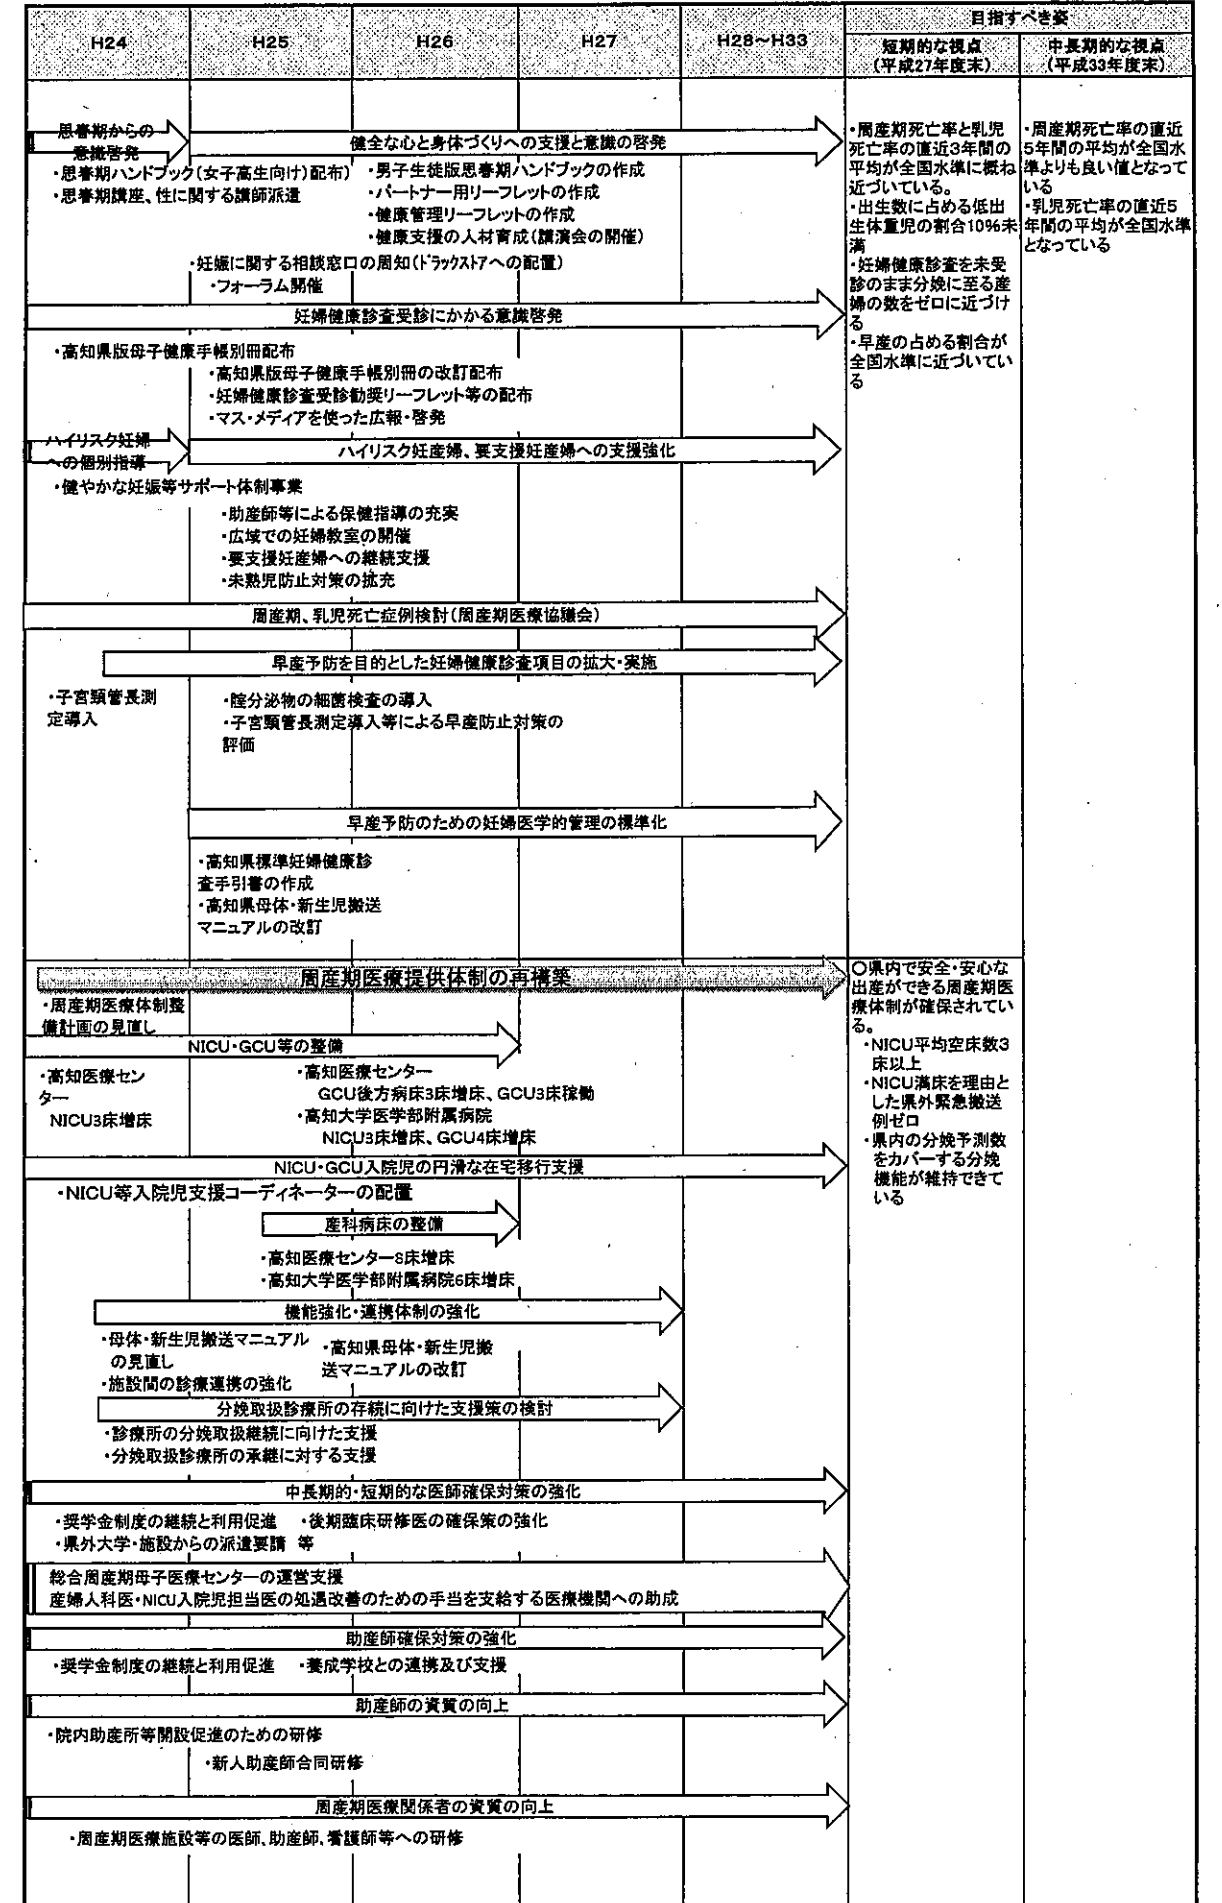 目指すべき姿
H24
H25
H26
H27
H28～H33
短期的な視点
(平成27年度末)
中長期的な視点
(平成33年度末)
思春期からの
意識啓発
健全な心と身体づくりへの支援と意識の啓発
・思春期ハンドブック(女子高生向け)配布)
・思春期講座、性に関する講師派遣
・男子生徒版思春期ハンドブックの作成
・パートナー用リーフレットの作成
・健康管理リーフレットの作成
・健康支援の人材育成(講演会の開催)
・妊娠に関する相談窓口の周知(ﾄﾞﾗｯｸｽﾄｱへの配置)
・フォーラム開催
妊婦健康診査受診にかかる意識啓発
・高知県版母子健康手帳別冊配布
・高知県版母子健康手帳別冊の改訂配布
・妊婦健康診査受診勧奨リーフレット等の配布
・マス・メディアを使った広報・啓発
ハイリスク妊婦
への個別指導
ハイリスク妊産婦、要支援妊産婦への支援強化
・健やかな妊娠等サポート体制事業
・助産師等による保健指導の充実
・広域での妊婦教室の開催
・要支援妊産婦への継続支援
・未熟児防止対策の拡充
周産期、乳児死亡症例検討(周産期医療協議会)
早産予防を目的とした妊婦健康診査項目の拡大・実施
・子宮頸管長測
定導入
・膣分泌物の細菌検査の導入
・子宮頸管長測定導入等による早産防止対策の
評価
早産予防のための妊婦医学的管理の標準化
・高知県標準妊婦健康診
査手引書の作成
・高知県母体・新生児搬送
マニュアルの改訂
・周産期死亡率と乳児
死亡率の直近3年間の
平均が全国水準に概ね
近づいている。
・出生数に占める低出
生体重児の割合10%未
満
・妊婦健康診査を未受
診のまま分娩に至る産
婦の数をゼロに近づけ
る
・早産の占める割合が
全国水準に近づいてい
る
・周産期死亡率の直近
5年間の平均が全国水
準よりも良い値となって
いる
・乳児死亡率の直近5
年間の平均が全国水準
となっている
周産期医療提供体制の再構築
・周産期医療体制整
備計画の見直し
NICU・GCU等の整備
・高知医療セン
ター
NICU3床増床
・高知医療センター
GCU後方病床3床増床、GCU3床稼働
・高知大学医学部附属病院
NICU3床増床、GCU4床増床
NICU・GCU入院児の円滑な在宅移行支援
・NICU等入院児支援コーディネーターの配置
産科病床の整備
・高知医療センター8床増床
・高知大学医学部附属病院6床増床
機能強化・連携体制の強化
・母体・新生児搬送マニュアル
の見直し
・施設間の診療連携の強化
・高知県母体・新生児搬
送マニュアルの改訂
分娩取扱診療所の存続に向けた支援策の検討
・診療所の分娩取扱継続に向けた支援
・分娩取扱診療所の承継に対する支援
中長期的・短期的な医師確保対策の強化
・奨学金制度の継続と利用促進　・後期臨床研修医の確保策の強化
・県外大学・施設からの派遣要請　等
総合周産期母子医療センターの運営支援
産婦人科医・NICU入院児担当医の処遇改善のための手当を支給する医療機関への助成
助産師確保対策の強化
・奨学金制度の継続と利用促進　・養成学校との連携及び支援
助産師の資質の向上
・院内助産所等開設促進のための研修
・新人助産師合同研修
周産期医療関係者の資質の向上
・周産期医療施設等の医師、助産師、看護師等への研修
○県内で安全・安心な
出産ができる周産期医
療体制が確保されてい
る。
・NICU平均空床数3
床以上
・NICU満床を理由と
した県外緊急搬送
例ゼロ
・県内の分娩予測数
をカバーする分娩
機能が維持できて
いる